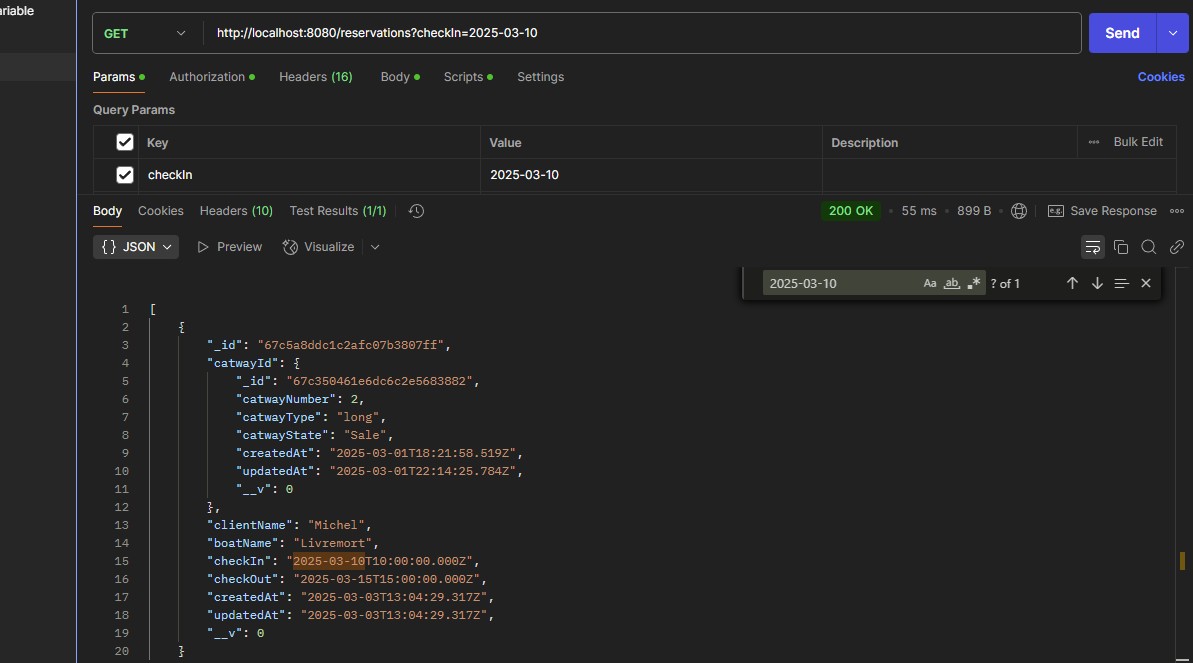 ariable
GET http://localhost:8080/reservations?checkIn=2025-03-10 Send
Params Authorization Headers (16) Body Scripts Settings Cookies
Query Params
Key Value Description Bulk Edit
checkIn 2025-03-10
Body Cookies Headers (10) Test Results (1/1) 200 OK 55 ms 899 B e.g. Save Response
{} JSON Preview Visualize
2025-03-10 Aa ab, .* ? of 1
1 [
2 {
3 "_id": "67c5a8ddc1c2afc07b3807ff",
4 "catwayId": {
5 "_id": "67c350461e6dc6c2e5683882",
6 "catwayNumber": 2,
7 "catwayType": "long",
8 "catwayState": "Sale",
9 "createdAt": "2025-03-01T18:21:58.519Z",
10 "updatedAt": "2025-03-01T22:14:25.784Z",
11 "__v": 0
12 },
13 "clientName": "Michel",
14 "boatName": "Livremort",
15 "checkIn": "2025-03-10T10:00:00.000Z",
16 "checkOut": "2025-03-15T15:00:00.000Z",
17 "createdAt": "2025-03-03T13:04:29.317Z",
18 "updatedAt": "2025-03-03T13:04:29.317Z",
19 "__v": 0
20 }